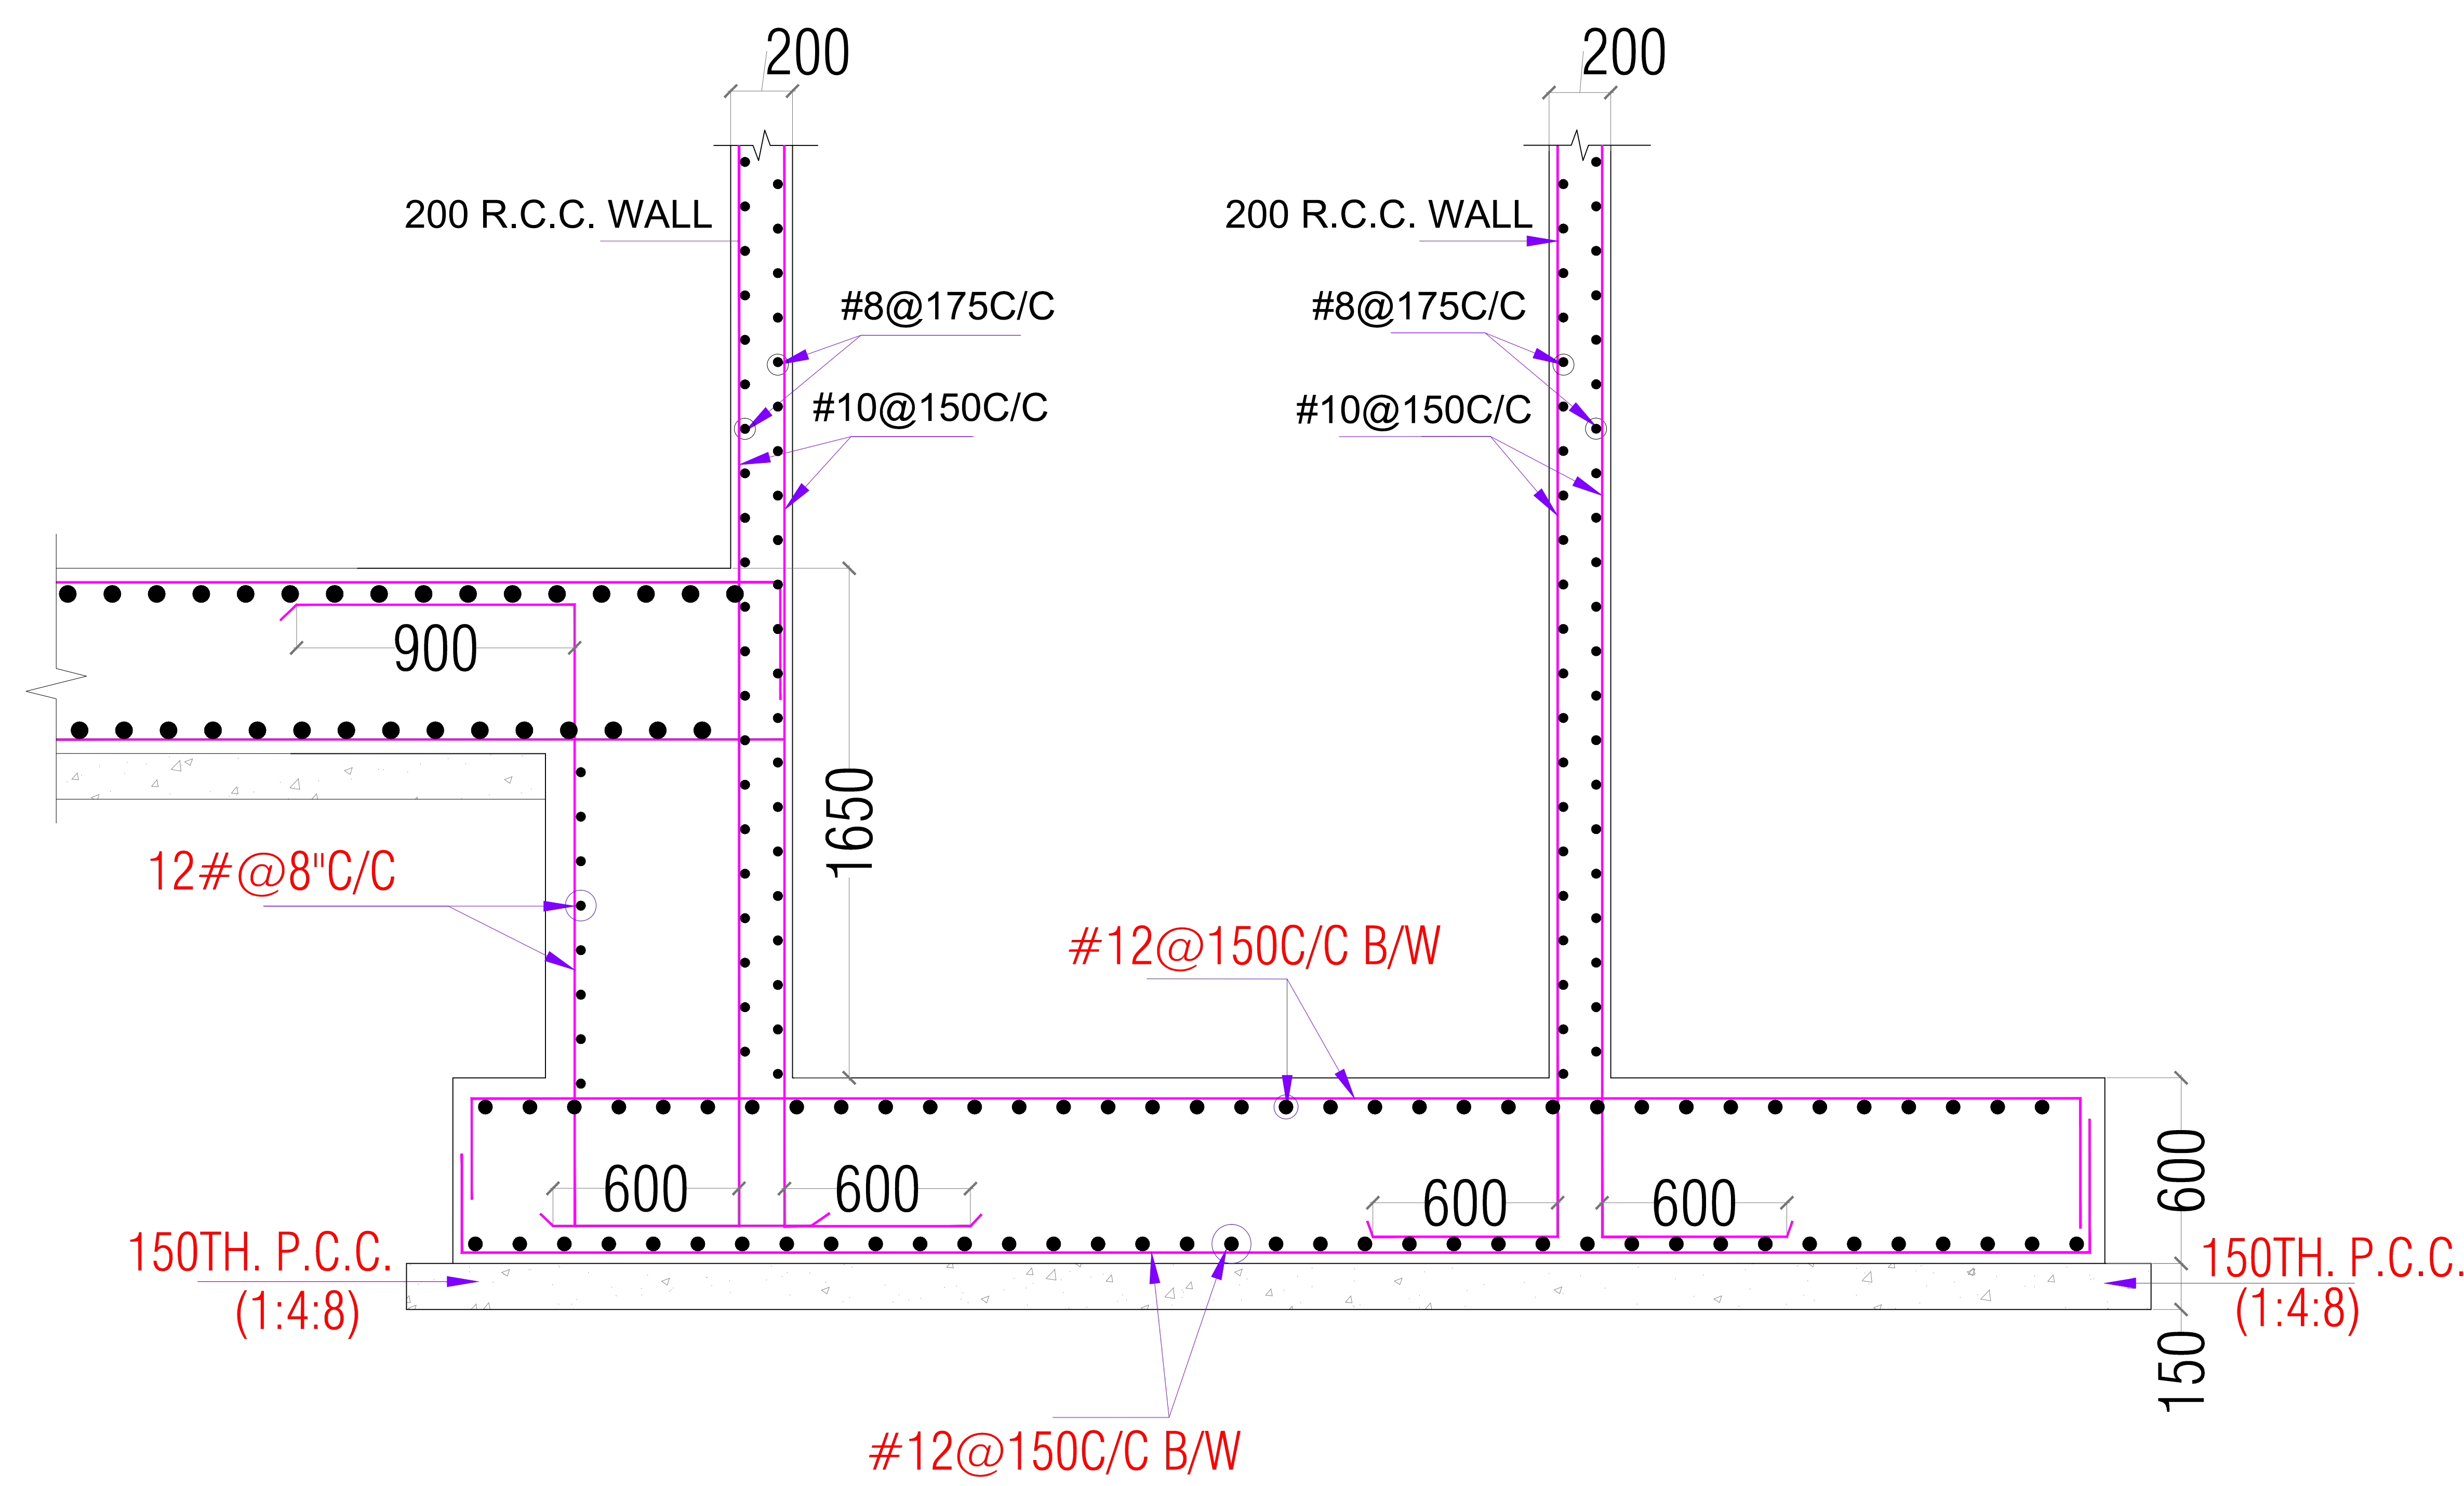 200
200
200 R.C.C. WALL
200 R.C.C. WALL
#8@175C/C
#8@175C/C
#10@150C/C
#10@150C/C
900
1650
12#@8"C/C
#12@150C/C B/W
600
600
600
600
600
150TH. P.C.C.
(1:4:8)
150TH. P.C.C.
(1:4:8)
150
#12@150C/C B/W